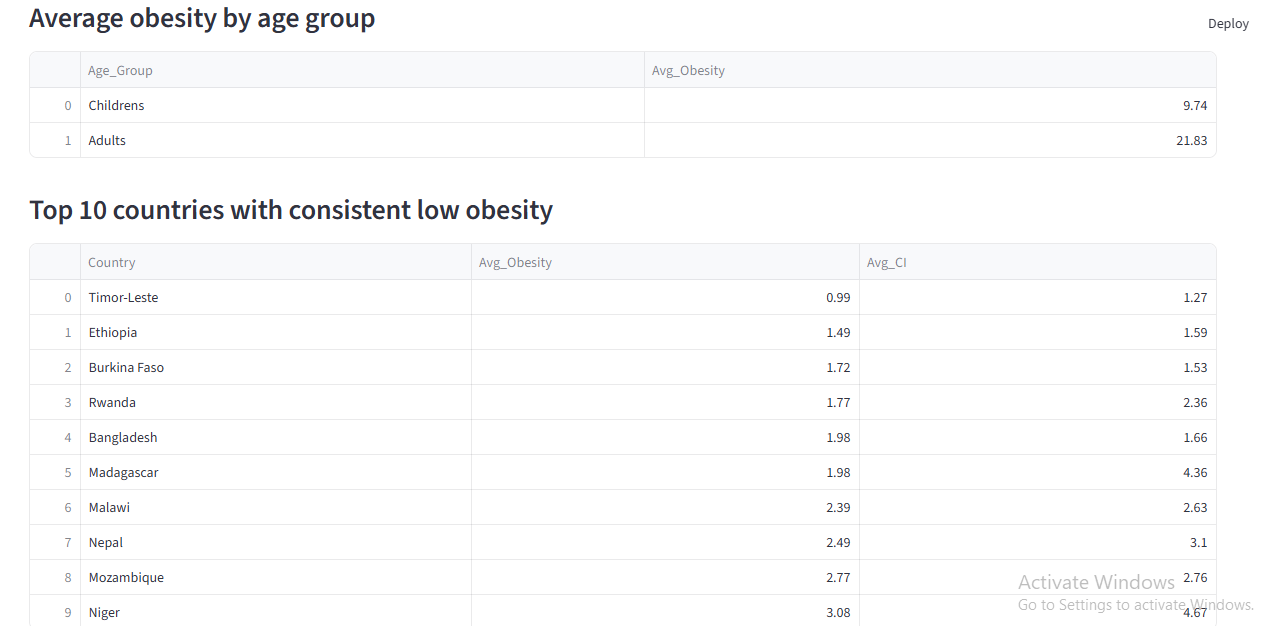 Average obesity by age group
Deploy
Age_Group Avg_Obesity
0 Childrens 9.74
1 Adults 21.83
Top 10 countries with consistent low obesity
Country Avg_Obesity Avg_CI
0 Timor-Leste 0.99 1.27
1 Ethiopia 1.49 1.59
2 Burkina Faso 1.72 1.53
3 Rwanda 1.77 2.36
4 Bangladesh 1.98 1.66
5 Madagascar 1.98 4.36
6 Malawi 2.39 2.63
7 Nepal 2.49 3.1
8 Mozambique 2.77 2.76
9 Niger 3.08 4.67
Activate Windows
Go to Settings to activate Windows.